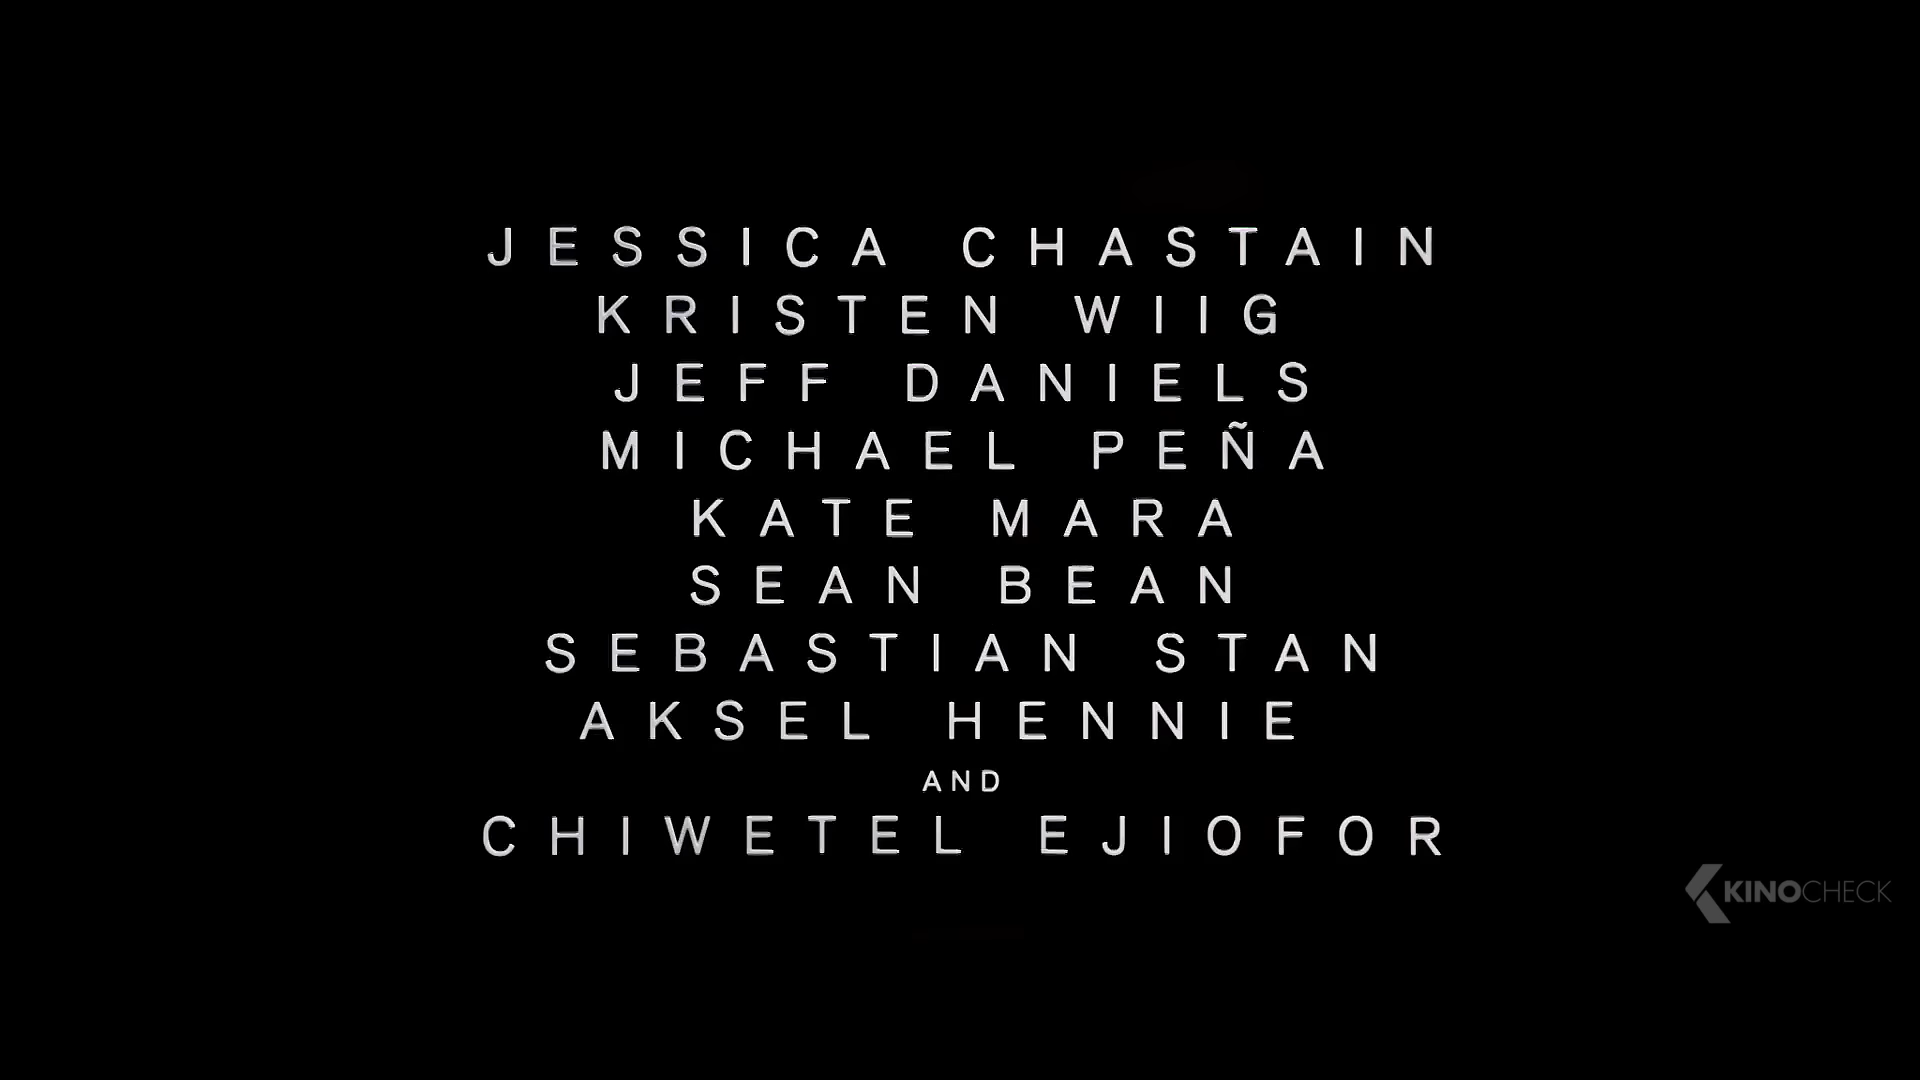 JESSICA CHASTAIN
KRISTEN WIIG
JEFF DANIELS
MICHAEL PEÑA
KATE MARA
SEAN BEAN
SEBASTIAN STAN
AKSEL HENNIE
AND
CHIWETEL EJIOFOR
KINOCHECK